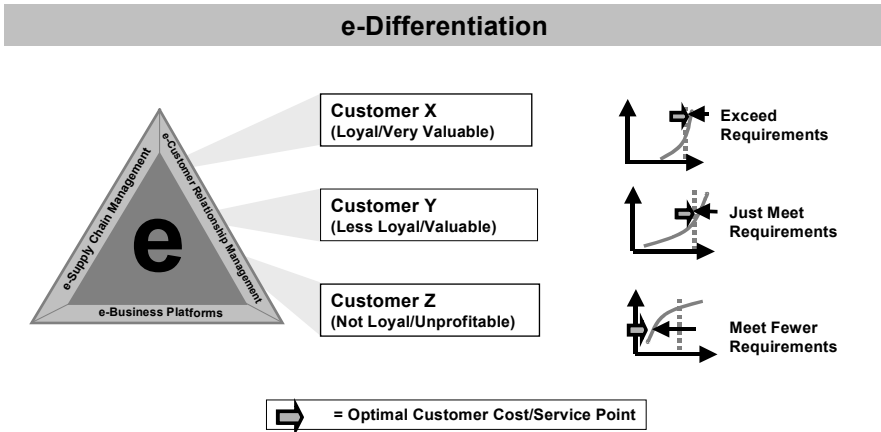 e-Differentiation
e-Supply Chain Management
e-Customer Relationship Management
e
e-Business Platforms
Customer X
(Loyal/Very Valuable)
Exceed
Requirements
Customer Y
(Less Loyal/Valuable)
Just Meet
Requirements
Customer Z
(Not Loyal/Unprofitable)
Meet Fewer
Requirements
= Optimal Customer Cost/Service Point